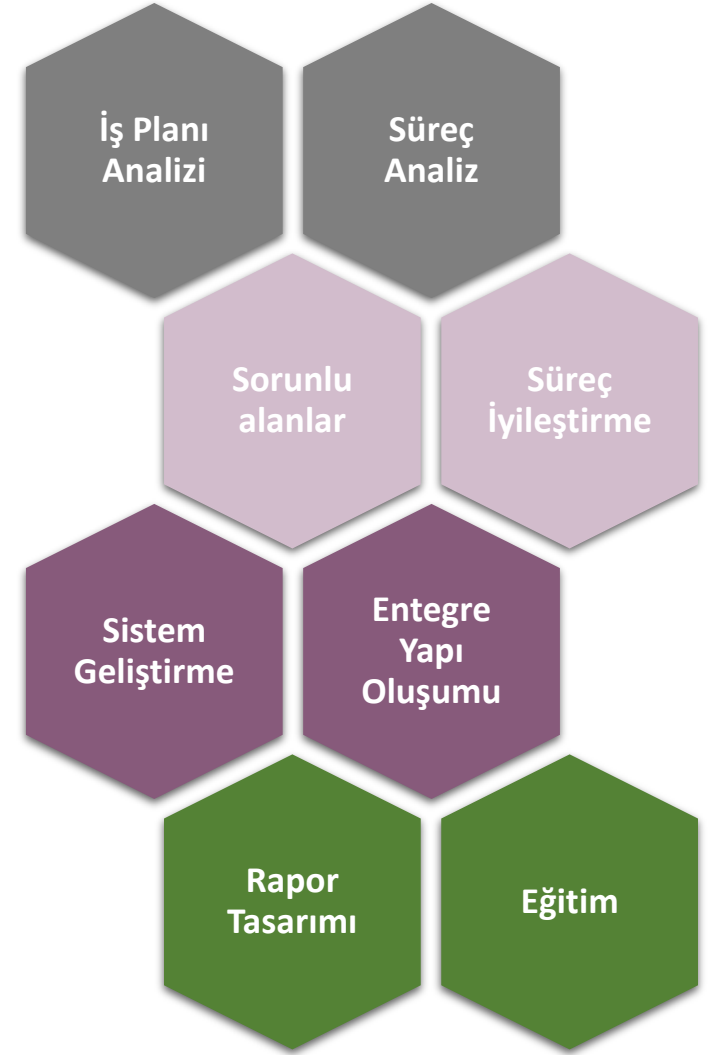 İş Planı
Analizi
Süreç
Analiz
Sorunlu
alanlar
Süreç
İyileştirme
Sistem
Geliştirme
Entegre
Yapı
Oluşumu
Rapor
Tasarımı
Eğitim